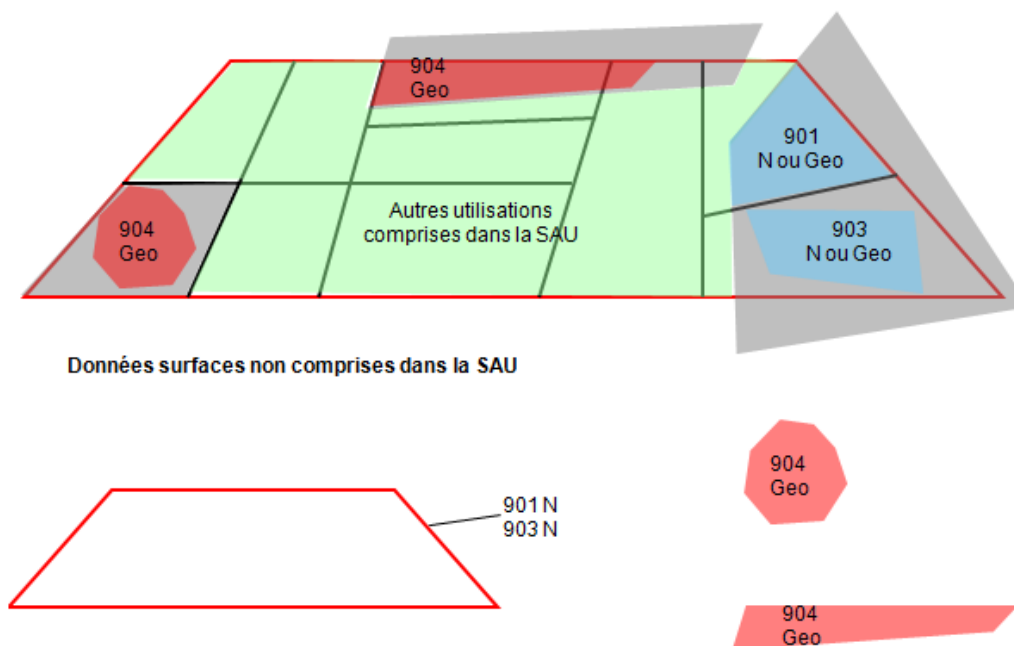 904
Geo
901
N ou Geo
904
Geo
Autres utilisations
comprises dans la SAU
903
N ou Geo
Données surfaces non comprises dans la SAU
904
Geo
901 N
903 N
904
Geo